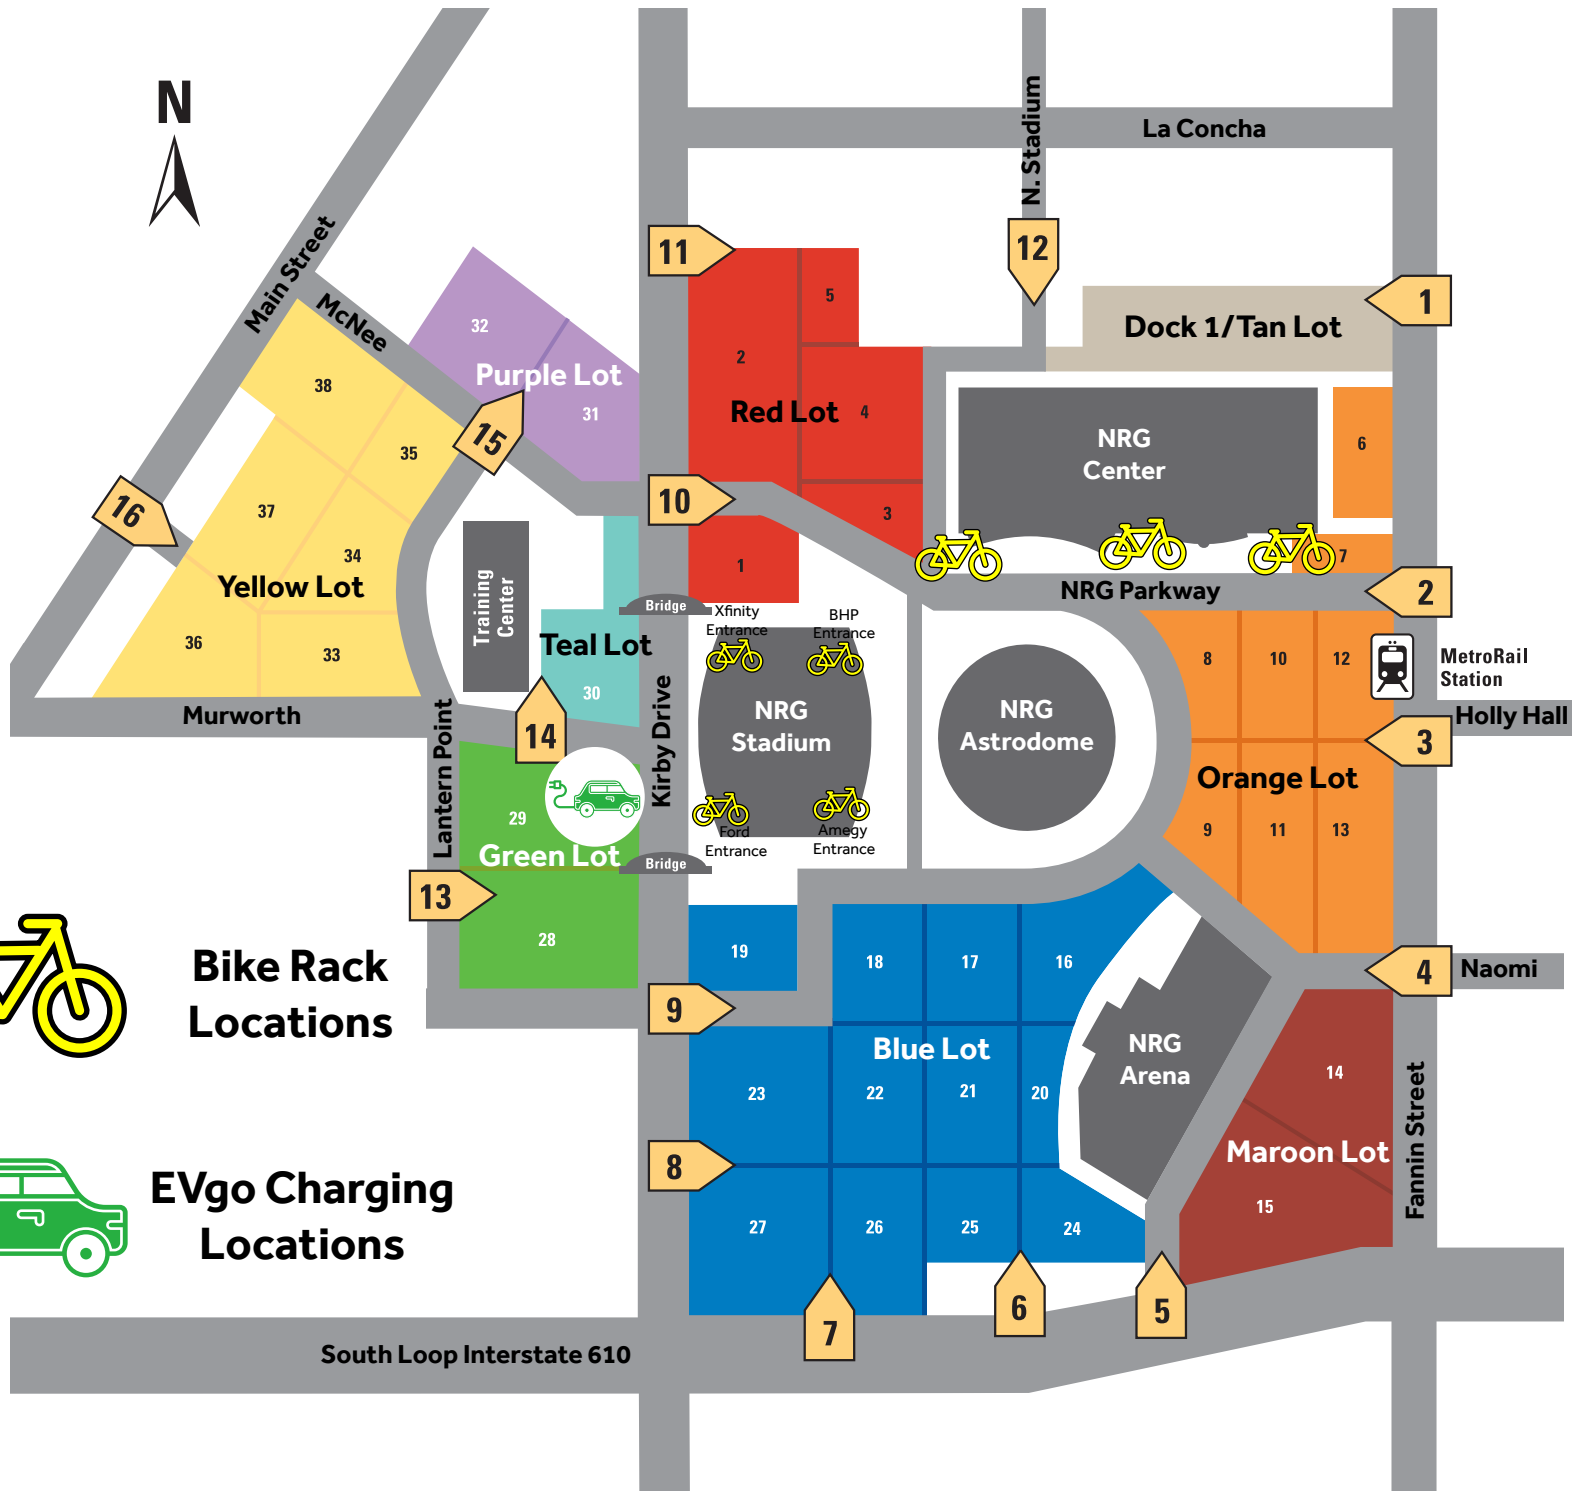 N
La Concha
N. Stadium
Main Street
McNee
11
12
1
5
32
Dock 1/Tan Lot
2
38
Purple Lot
31
Red Lot
4
NRG
Center
6
35
15
16
10
37
3
34
1
7
Yellow Lot
NRG Parkway
2
Training
Center
Bridge
Xfinity
Entrance
BHP
Entrance
36
33
Teal Lot
30
8
10
12
MetroRail
Station
Murworth
14
Lantern Point
Kirby Drive
NRG
Stadium
NRG
Astrodome
Holly Hall
3
Orange Lot
29
Green Lot
Bridge
Ford
Entrance
Amegy
Entrance
9
11
13
13
28
Bike Rack
Locations
19
18
17
16
4
Naomi
9
Blue Lot
NRG
Arena
23
22
21
20
14
Maroon Lot
15
Fannin Street
8
EVgo Charging
Locations
27
26
25
24
7
6
5
South Loop Interstate 610